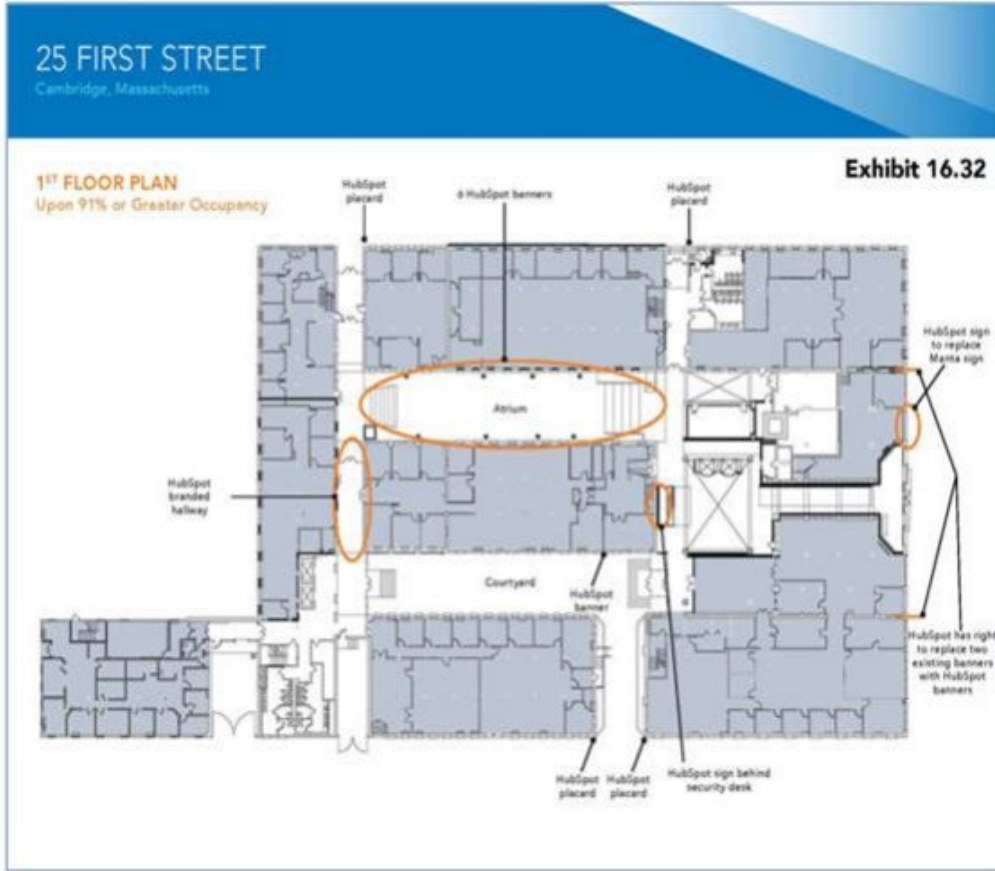 25 FIRST STREET
Cambridge, Massachusetts
Exhibit 16.32
1ST FLOOR PLAN
Upon 91% or Greater Occupancy
HubSpot
placard
6 HubSpot banners
HubSpot
placard
HubSpot sign
to replace
Manta sign
Atrium
HubSpot
branded
hallway
Courtyard
HubSpot
banner
HubSpot has right
to replace two
existing banners
with HubSpot
banners
HubSpot
placard
HubSpot
placard
HubSpot sign behind
security desk